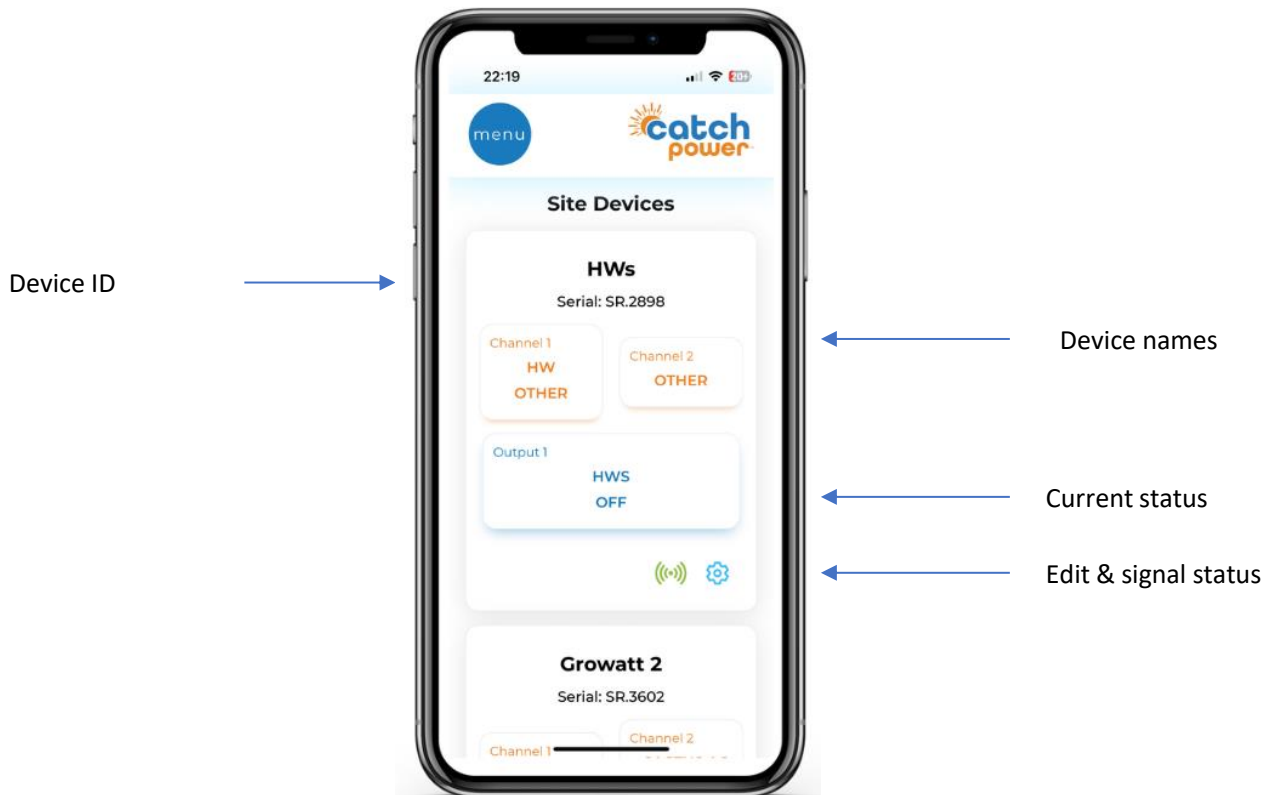 22:19
20+
menu
catch
power
Site Devices
HWs
Device ID
Serial: SR.2898
Channel 1
HW
OTHER
Channel 2
OTHER
Device names
Output 1
HWS
OFF
Current status
Edit & signal status
Growatt 2
Serial: SR.3602
Channel 1
Channel 2